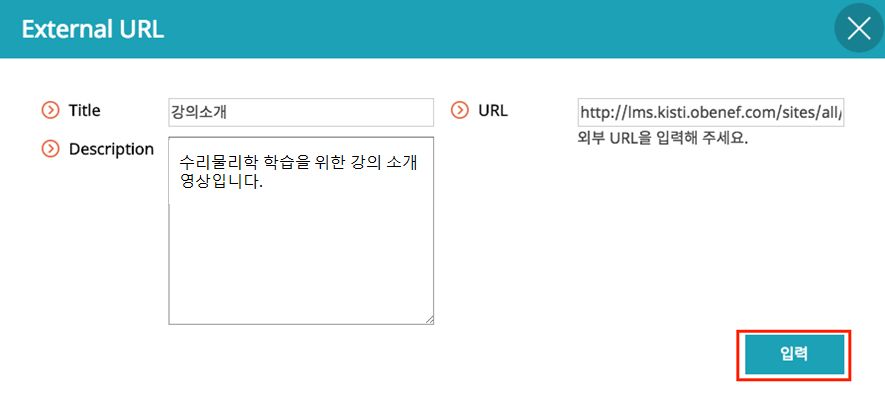 External URL
Title
강의소개
URL
http://lms.kisti.obenef.com/sites/all/
외부 URL을 입력해 주세요.
Description
수리물리학 학습을 위한 강의 소개
영상입니다.
입력